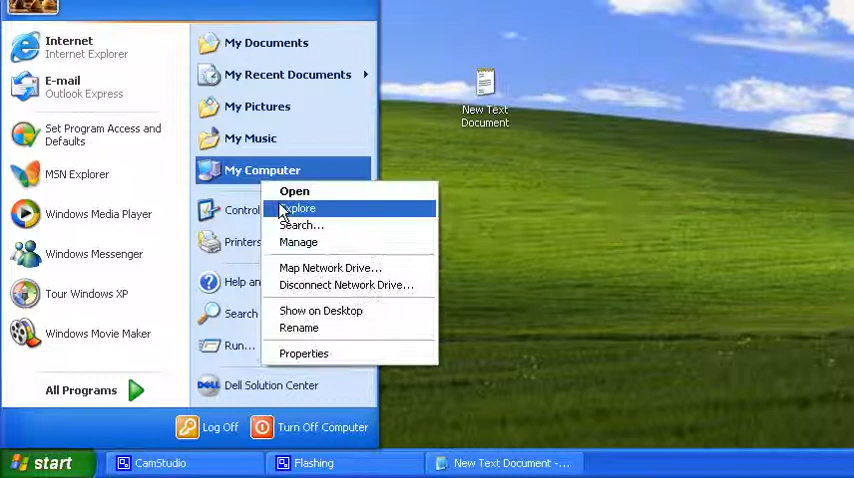 Internet
Internet Explorer
E-mail
Outlook Express
Set Program Access and
Defaults
MSN Explorer
Windows Media Player
Windows Messenger
Tour Windows XP
Windows Movie Maker
All Programs
My Documents
My Recent Documents
My Pictures
My Music
My Computer
Control
Printers
Help an
Search
Run...
Dell Solution Center
Open
Explore
Search...
Manage
Map Network Drive...
Disconnect Network Drive...
Show on Desktop
Rename
Properties
Log Off
Turn Off Computer
New Text
Document
start
CamStudio
Flashing
New Text Document -...